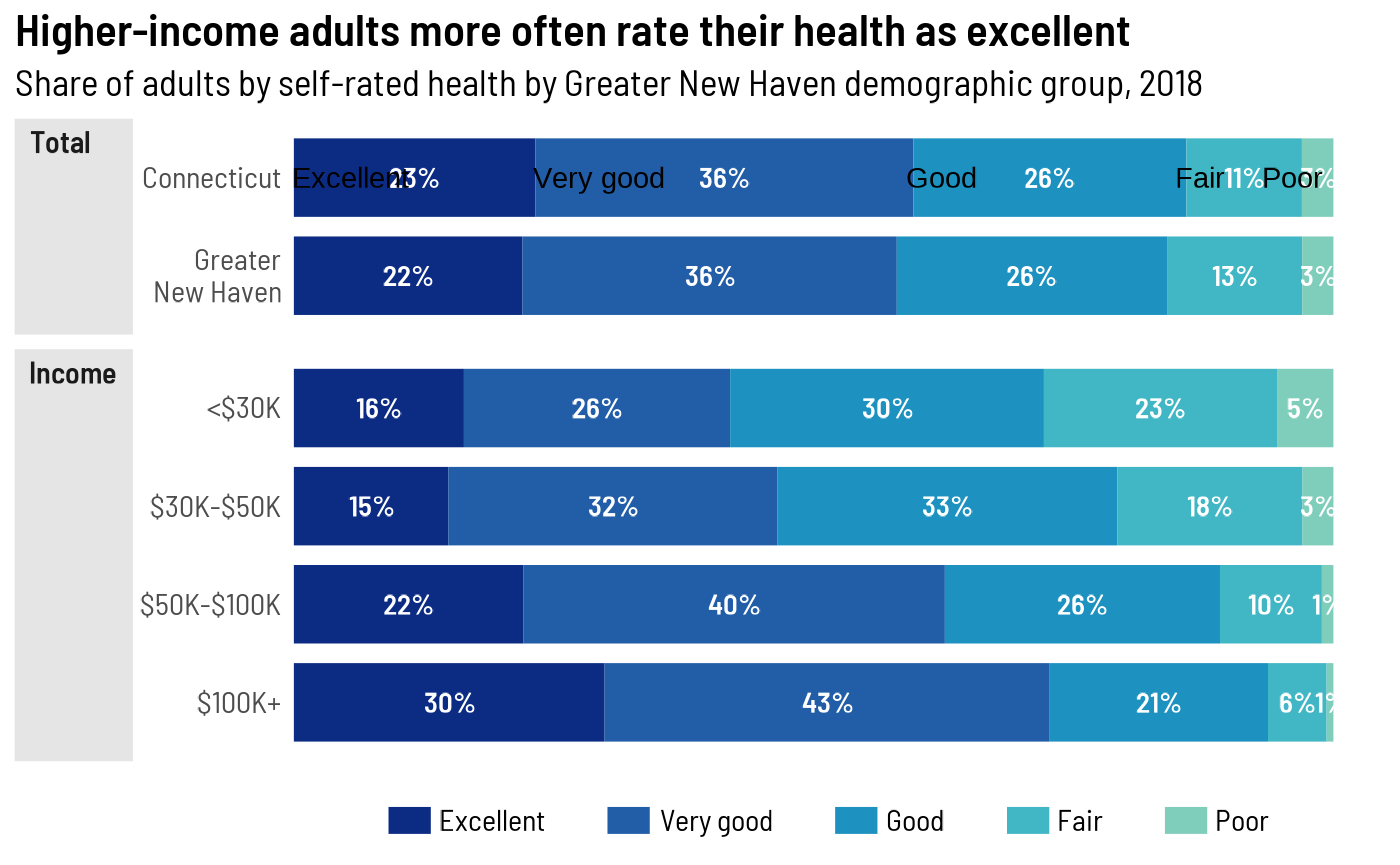 Higher-income adults more often rate their health as excellent
Share of adults by self-rated health by Greater New Haven demographic group, 2018
Total
Connecticut Excellent 23% Very good 36% Good 26% Fair 11% Poor 3%
Greater
New Haven 22% 36% 26% 13% 3%
Income
<$30K 16% 26% 30% 23% 5%
$30K-$50K 15% 32% 33% 18% 3%
$50K-$100K 22% 40% 26% 10% 1%
$100K+ 30% 43% 21% 6% 1%
Excellent Very good Good Fair Poor